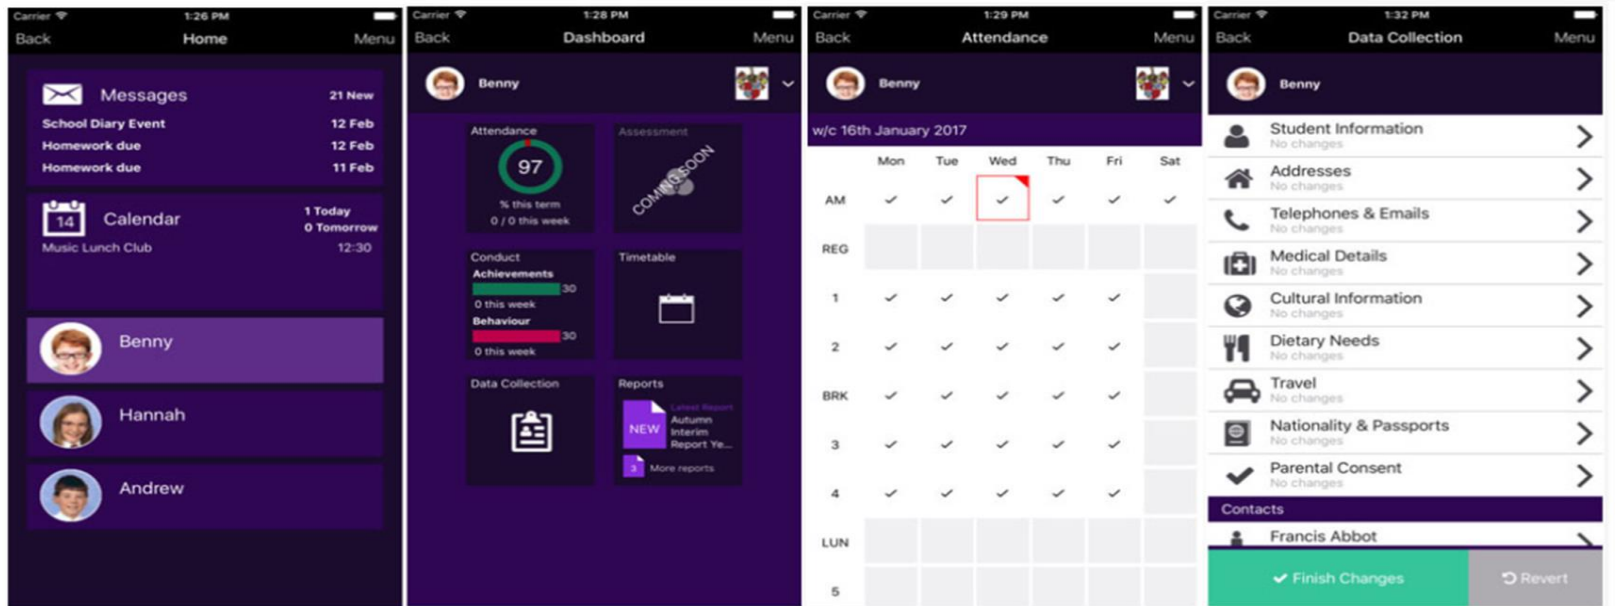 Carrier 1:26 PM
Back Home Menu
Messages 21 New
School Diary Event 12 Feb
Homework due 12 Feb
Homework due 11 Feb
14 Calendar 1 Today
0 Tomorrow
Music Lunch Club 12:30
Benny
Hannah
Andrew
Carrier 1:28 PM
Back Dashboard Menu
Benny
Attendance
97
% this term
0 / 0 this week
Assessment
COMING SOON
Conduct
Achievements
30
0 this week
Behaviour
30
0 this week
Timetable
Data Collection
Reports
Latest Report
NEW
Autumn
Interim
Report Ye...
3 More reports
Carrier 1:29 PM
Back Attendance Menu
Benny
w/c 16th January 2017
Mon Tue Wed Thu Fri Sat
AM
REG
1
2
BRK
3
4
LUN
5
Carrier 1:32 PM
Back Data Collection Menu
Benny
Student Information
No changes
Addresses
No changes
Telephones & Emails
No changes
Medical Details
No changes
Cultural Information
No changes
Dietary Needs
No changes
Travel
No changes
Nationality & Passports
No changes
Parental Consent
No changes
Contacts
Francis Abbot
Finish Changes Revert